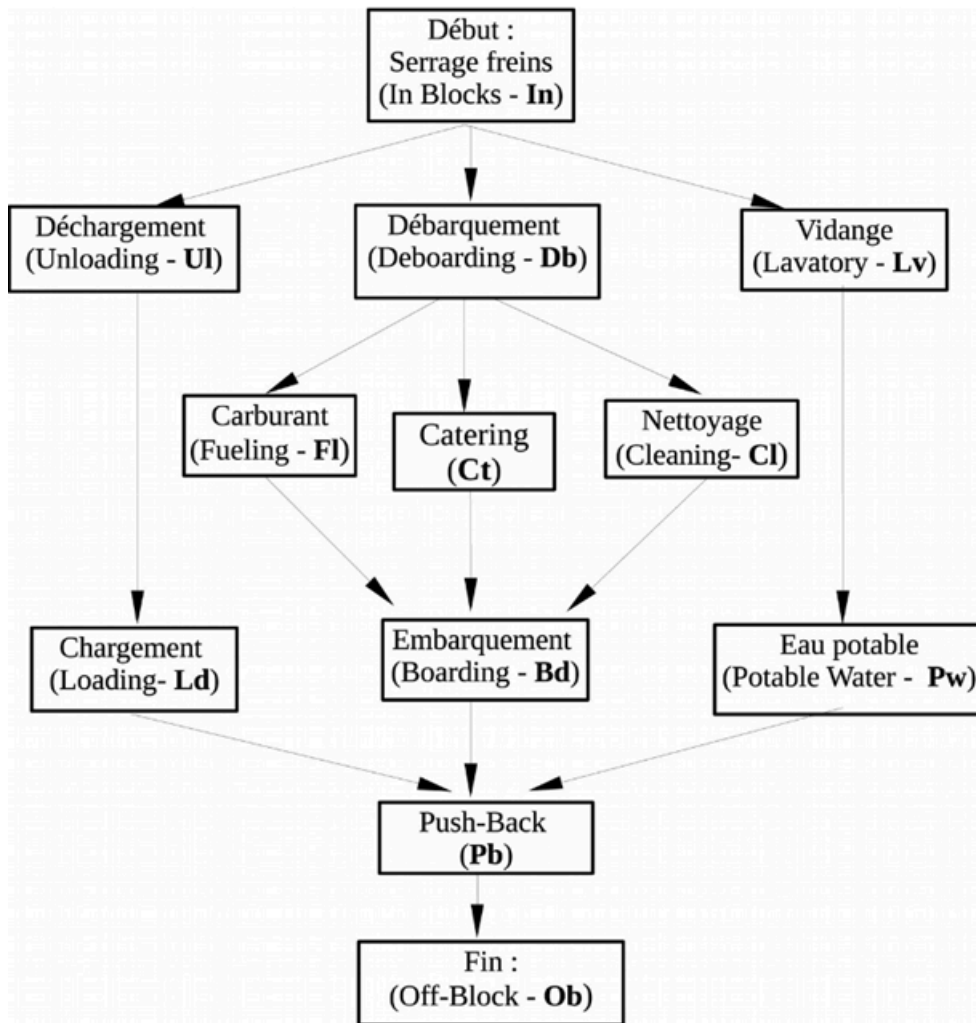 Début :
Serrage freins
(In Blocks - In)
Déchargement
(Unloading - Ul)
Débarquement
(Deboarding - Db)
Vidange
(Lavatory - Lv)
Carburant
(Fueling - Fl)
Catering
(Ct)
Nettoyage
(Cleaning- Cl)
Chargement
(Loading- Ld)
Embarquement
(Boarding - Bd)
Eau potable
(Potable Water - Pw)
Push-Back
(Pb)
Fin :
(Off-Block - Ob)